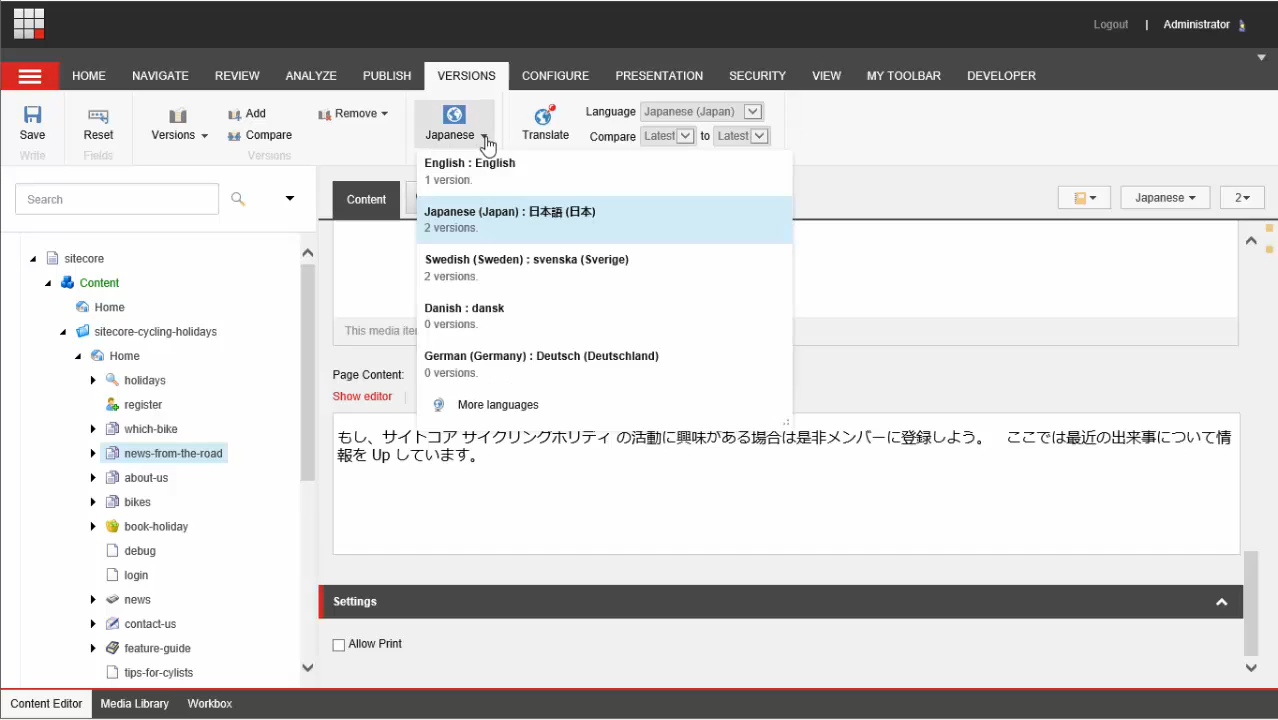 Logout | Administrator
HOME NAVIGATE REVIEW ANALYZE PUBLISH VERSIONS CONFIGURE PRESENTATION SECURITY VIEW MY TOOLBAR DEVELOPER
Save
Write
Reset
Fields
Versions
Add
Compare
Remove
Versions
Japanese
Translate
Language Japanese (Japan)
Compare Latest to Latest
English : English
1 version.
Japanese (Japan) : 日本語 (日本)
2 versions.
Swedish (Sweden) : svenska (Sverige)
2 versions.
Danish : dansk
0 versions.
German (Germany) : Deutsch (Deutschland)
0 versions.
More languages
Search
sitecore
Content
Home
sitecore-cycling-holidays
Home
holidays
register
which-bike
news-from-the-road
about-us
bikes
book-holiday
debug
login
news
contact-us
feature-guide
tips-for-cylists
Content
Japanese
2
This media ite
Page Content:
Show editor
もし、サイトコア サイクリングホリティ の活動に興味がある場合は是非メンバーに登録しよう。　ここでは最近の出来事について情
報を Up しています。
Settings
Allow Print
Content Editor Media Library Workbox